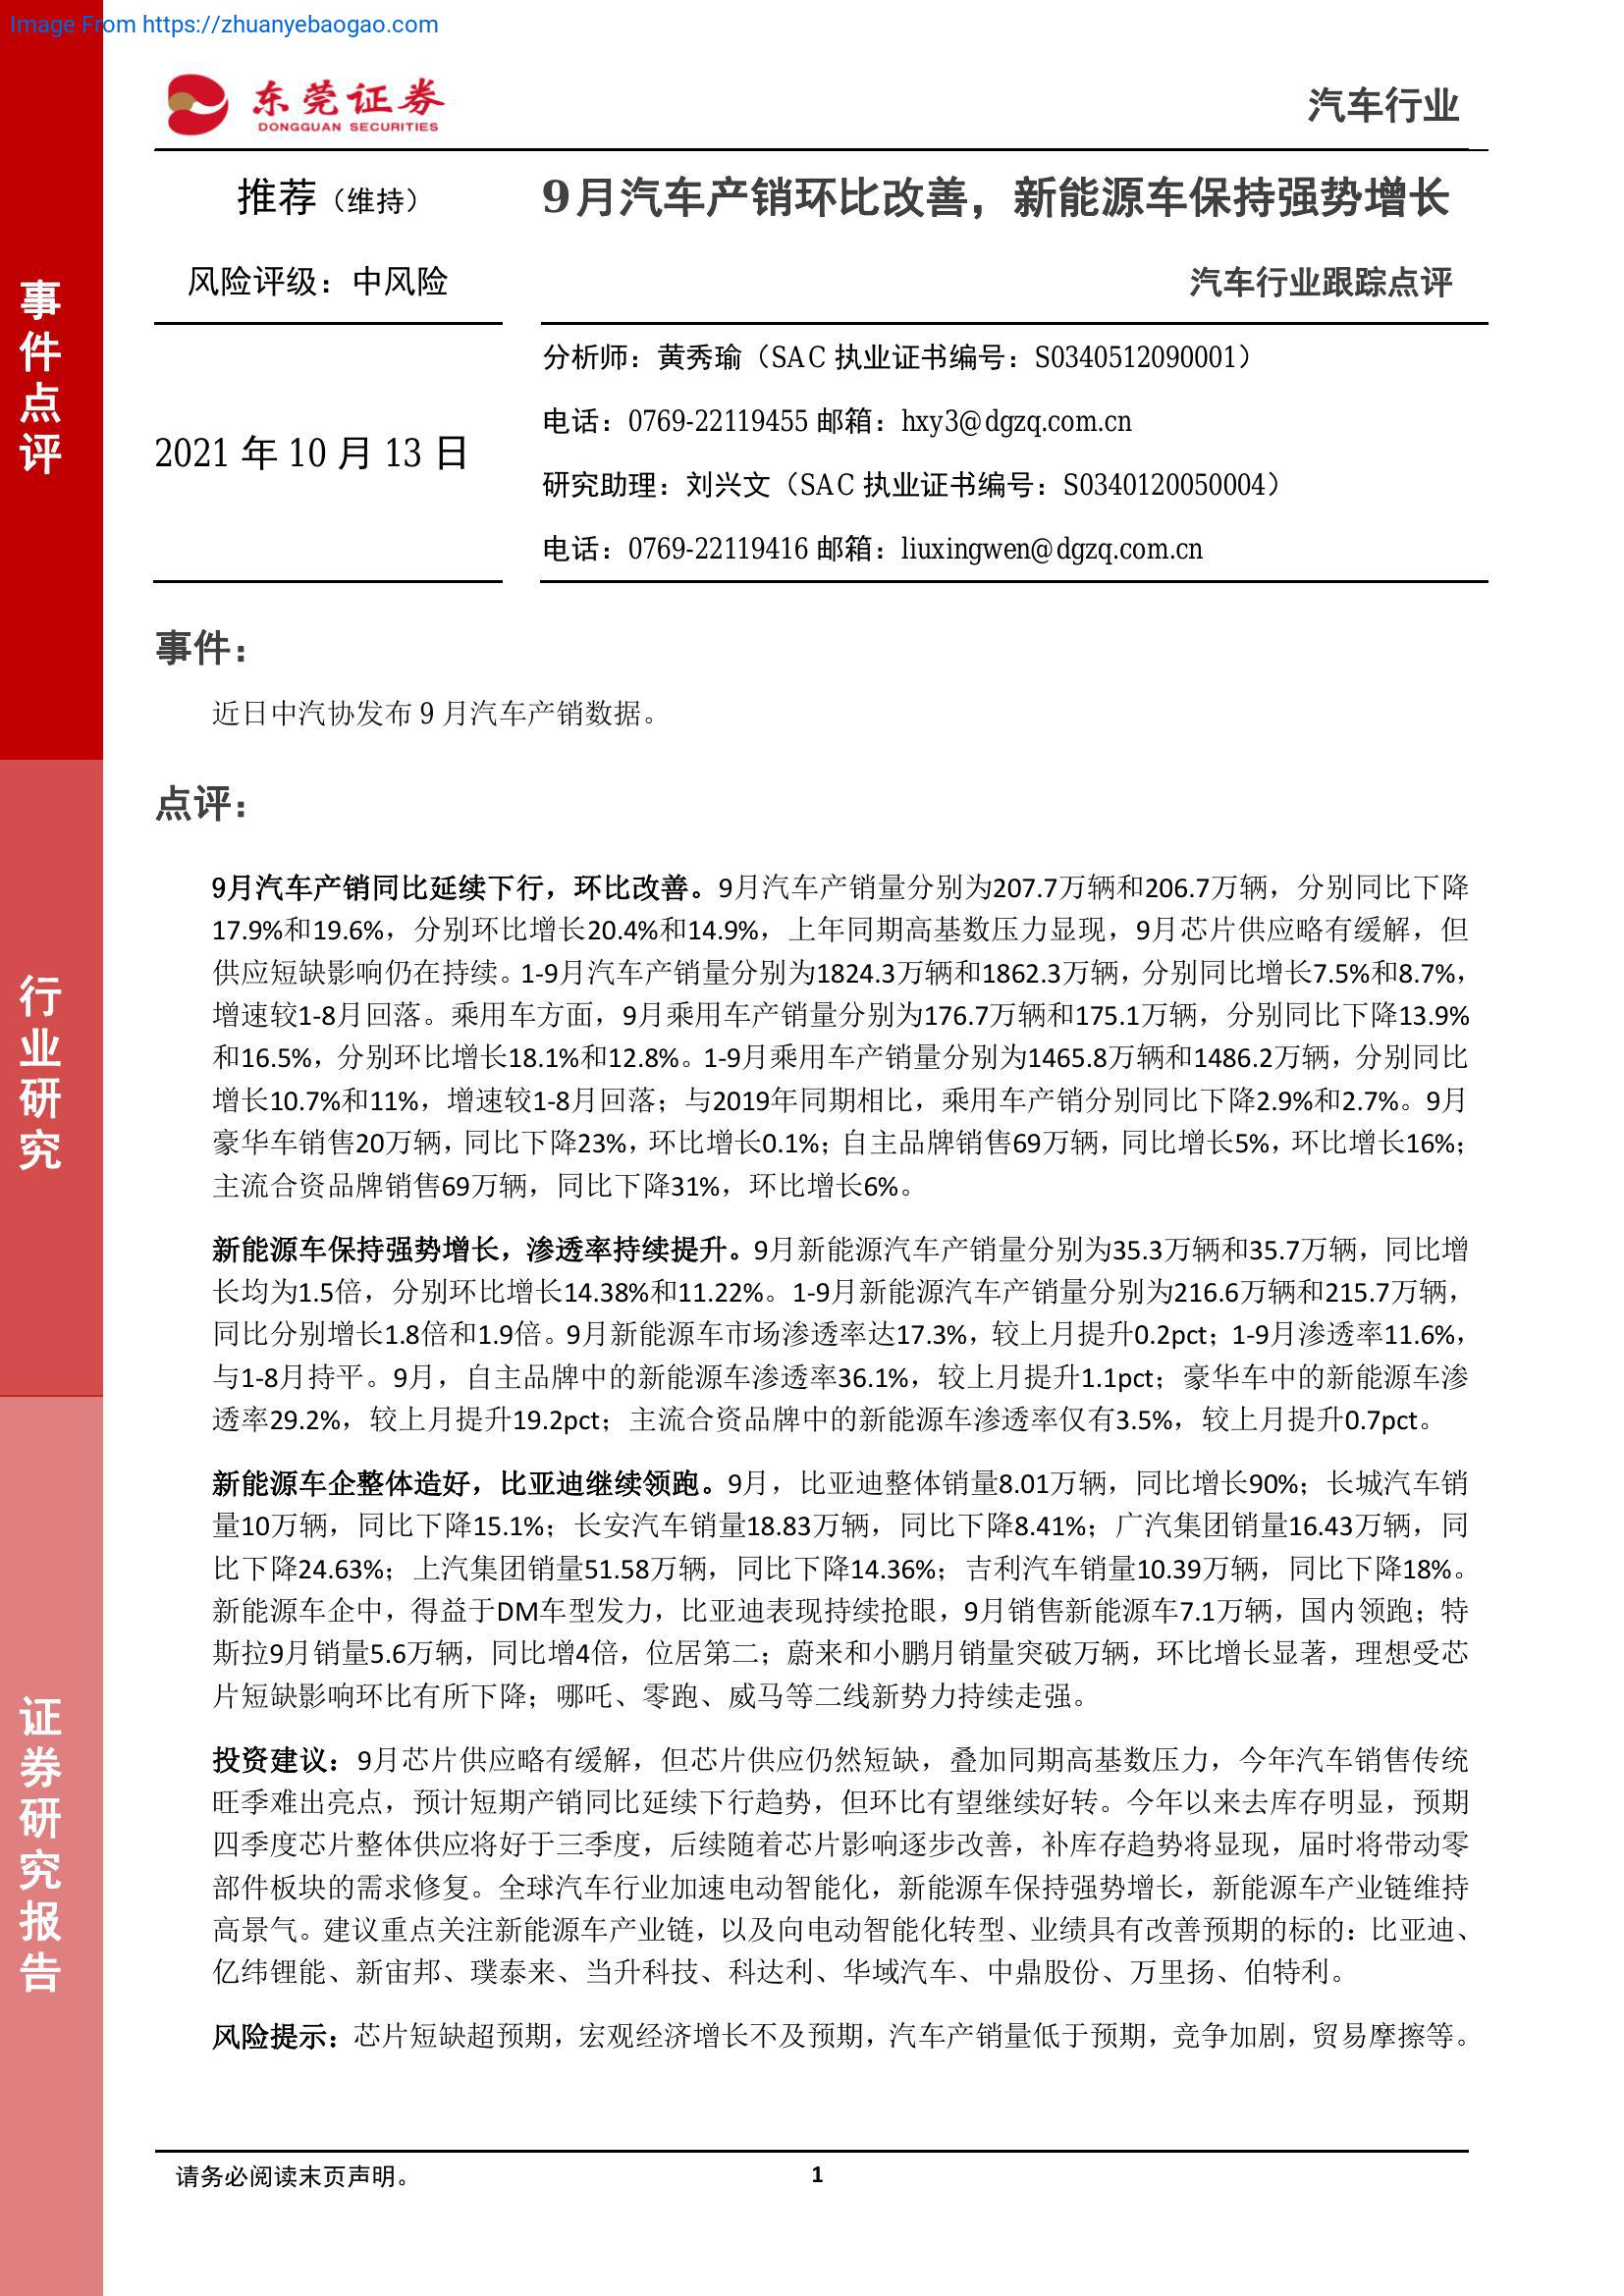 Image From https://zhuanyebaogao.com
东莞证券
DONGGUAN SECURITIES
汽车行业
推荐（维持）
9月汽车产销环比改善，新能源车保持强势增长
风险评级：中风险
汽车行业跟踪点评
2021 年 10 月 13 日
分析师：黄秀瑜（SAC 执业证书编号：S0340512090001）
电话：0769-22119455 邮箱：hxy3@dgzq.com.cn
研究助理：刘兴文（SAC 执业证书编号：S0340120050004）
电话：0769-22119416 邮箱：liuxingwen@dgzq.com.cn
事件点评
行业研究
证券研究报告
事件：
近日中汽协发布 9 月汽车产销数据。
点评：
9月汽车产销同比延续下行，环比改善。9月汽车产销量分别为207.7万辆和206.7万辆，分别同比下降
17.9%和19.6%，分别环比增长20.4%和14.9%，上年同期高基数压力显现，9月芯片供应略有缓解，但
供应短缺影响仍在持续。1-9月汽车产销量分别为1824.3万辆和1862.3万辆，分别同比增长7.5%和8.7%，
增速较1-8月回落。乘用车方面，9月乘用车产销量分别为176.7万辆和175.1万辆，分别同比下降13.9%
和16.5%，分别环比增长18.1%和12.8%。1-9月乘用车产销量分别为1465.8万辆和1486.2万辆，分别同比
增长10.7%和11%，增速较1-8月回落；与2019年同期相比，乘用车产销分别同比下降2.9%和2.7%。9月
豪华车销售20万辆，同比下降23%，环比增长0.1%；自主品牌销售69万辆，同比增长5%，环比增长16%；
主流合资品牌销售69万辆，同比下降31%，环比增长6%。
新能源车保持强势增长，渗透率持续提升。9月新能源汽车产销量分别为35.3万辆和35.7万辆，同比增
长均为1.5倍，分别环比增长14.38%和11.22%。1-9月新能源汽车产销量分别为216.6万辆和215.7万辆，
同比分别增长1.8倍和1.9倍。9月新能源车市场渗透率达17.3%，较上月提升0.2pct；1-9月渗透率11.6%，
与1-8月持平。9月，自主品牌中的新能源车渗透率36.1%，较上月提升1.1pct；豪华车中的新能源车渗
透率29.2%，较上月提升19.2pct；主流合资品牌中的新能源车渗透率仅有3.5%，较上月提升0.7pct。
新能源车企整体造好，比亚迪继续领跑。9月，比亚迪整体销量8.01万辆，同比增长90%；长城汽车销
量10万辆，同比下降15.1%；长安汽车销量18.83万辆，同比下降8.41%；广汽集团销量16.43万辆，同
比下降24.63%；上汽集团销量51.58万辆，同比下降14.36%；吉利汽车销量10.39万辆，同比下降18%。
新能源车企中，得益于DM车型发力，比亚迪表现持续抢眼，9月销售新能源车7.1万辆，国内领跑；特
斯拉9月销量5.6万辆，同比增4倍，位居第二；蔚来和小鹏月销量突破万辆，环比增长显著，理想受芯
片短缺影响环比有所下降；哪吒、零跑、威马等二线新势力持续走强。
投资建议：9月芯片供应略有缓解，但芯片供应仍然短缺，叠加同期高基数压力，今年汽车销售传统
旺季难出亮点，预计短期产销同比延续下行趋势，但环比有望继续好转。今年以来去库存明显，预期
四季度芯片整体供应将好于三季度，后续随着芯片影响逐步改善，补库存趋势将显现，届时将带动零
部件板块的需求修复。全球汽车行业加速电动智能化，新能源车保持强势增长，新能源车产业链维持
高景气。建议重点关注新能源车产业链，以及向电动智能化转型、业绩具有改善预期的标的：比亚迪、
亿纬锂能、新宙邦、璞泰来、当升科技、科达利、华域汽车、中鼎股份、万里扬、伯特利。
风险提示：芯片短缺超预期，宏观经济增长不及预期，汽车产销量低于预期，竞争加剧，贸易摩擦等。
请务必阅读末页声明。
1